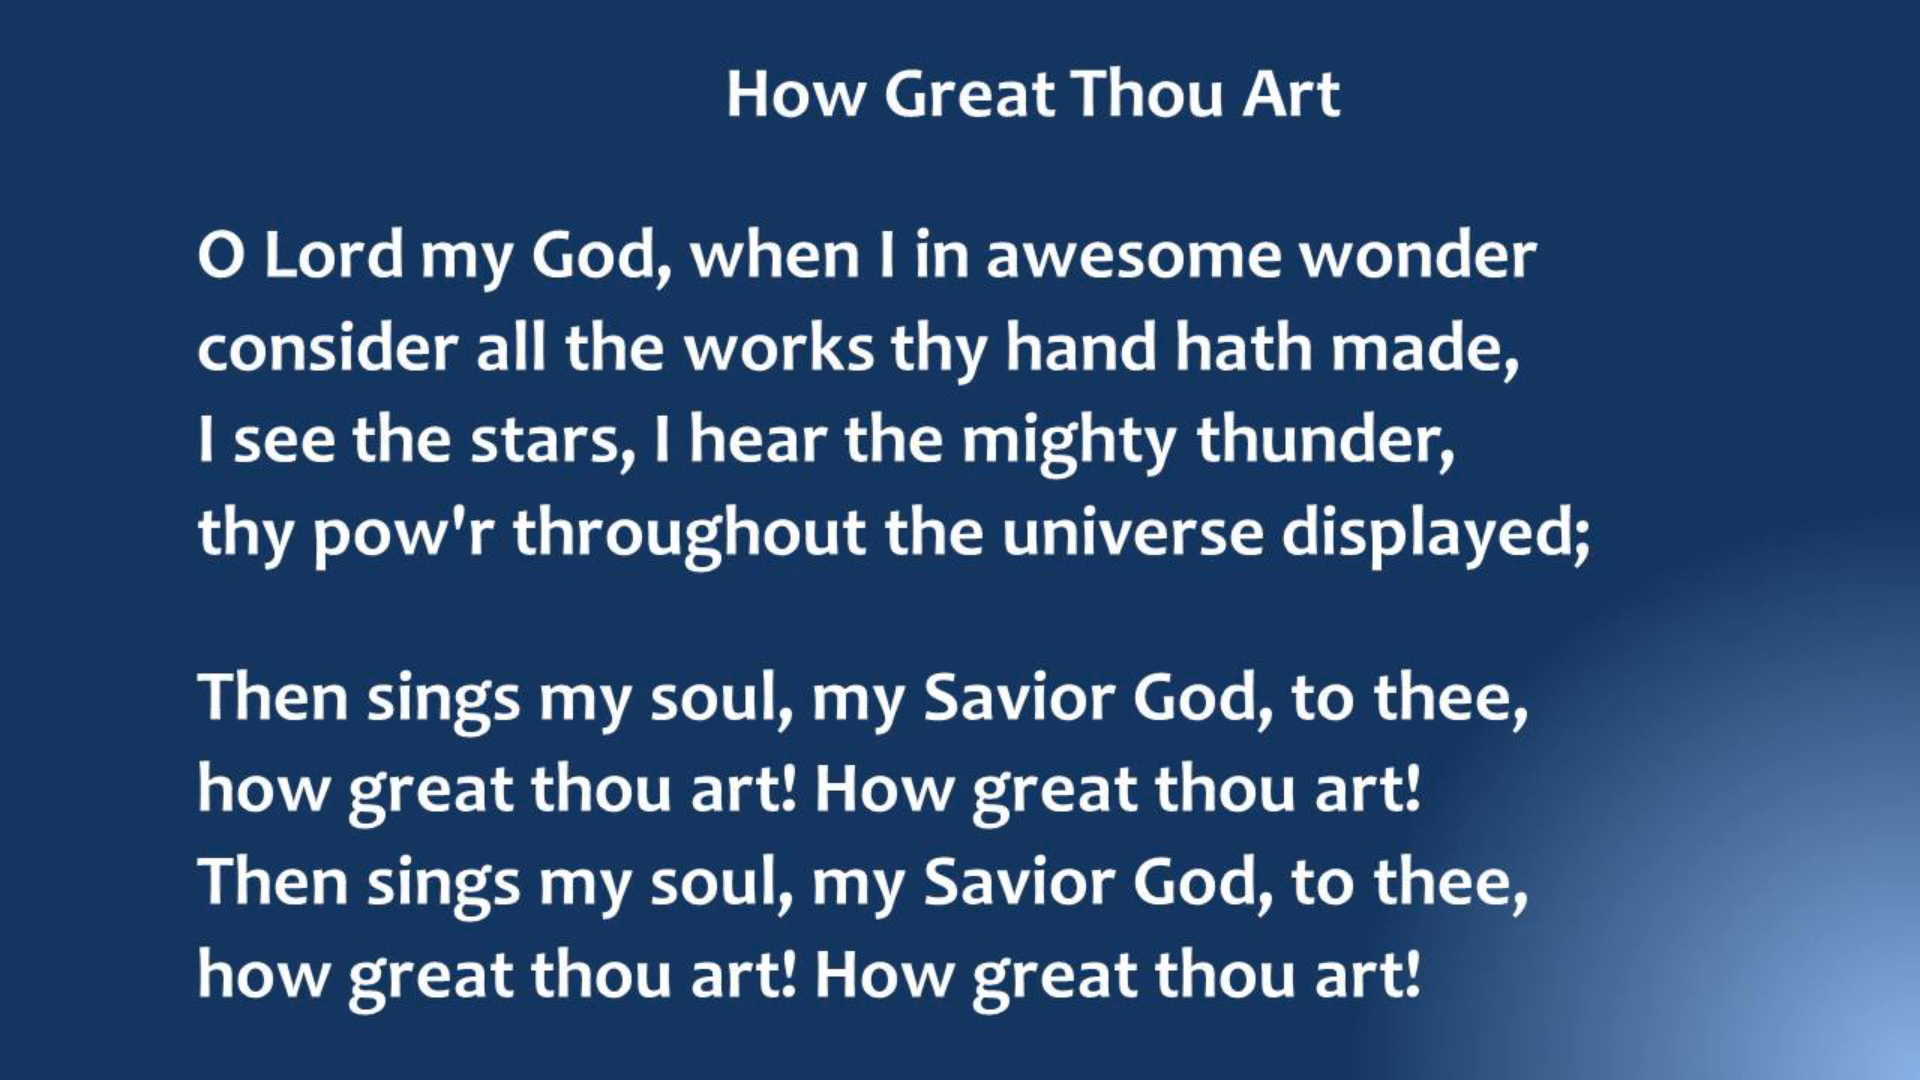 How Great Thou Art
O Lord my God, when I in awesome wonder
consider all the works thy hand hath made,
I see the stars, I hear the mighty thunder,
thy pow'r throughout the universe displayed;
Then sings my soul, my Savior God, to thee,
how great thou art! How great thou art!
Then sings my soul, my Savior God, to thee,
how great thou art! How great thou art!